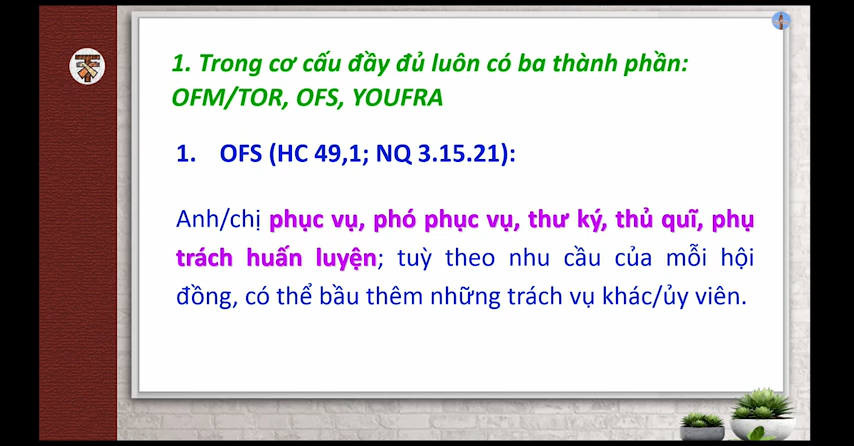 1. Trong cơ cấu đầy đủ luôn có ba thành phần:
OFM/TOR, OFS, YOUFRA
1. OFS (HC 49,1; NQ 3.15.21):
Anh/chị phục vụ, phó phục vụ, thư ký, thủ quĩ, phụ
trách huấn luyện; tuỳ theo nhu cầu của mỗi hội
đồng, có thể bầu thêm những trách vụ khác/ủy viên.